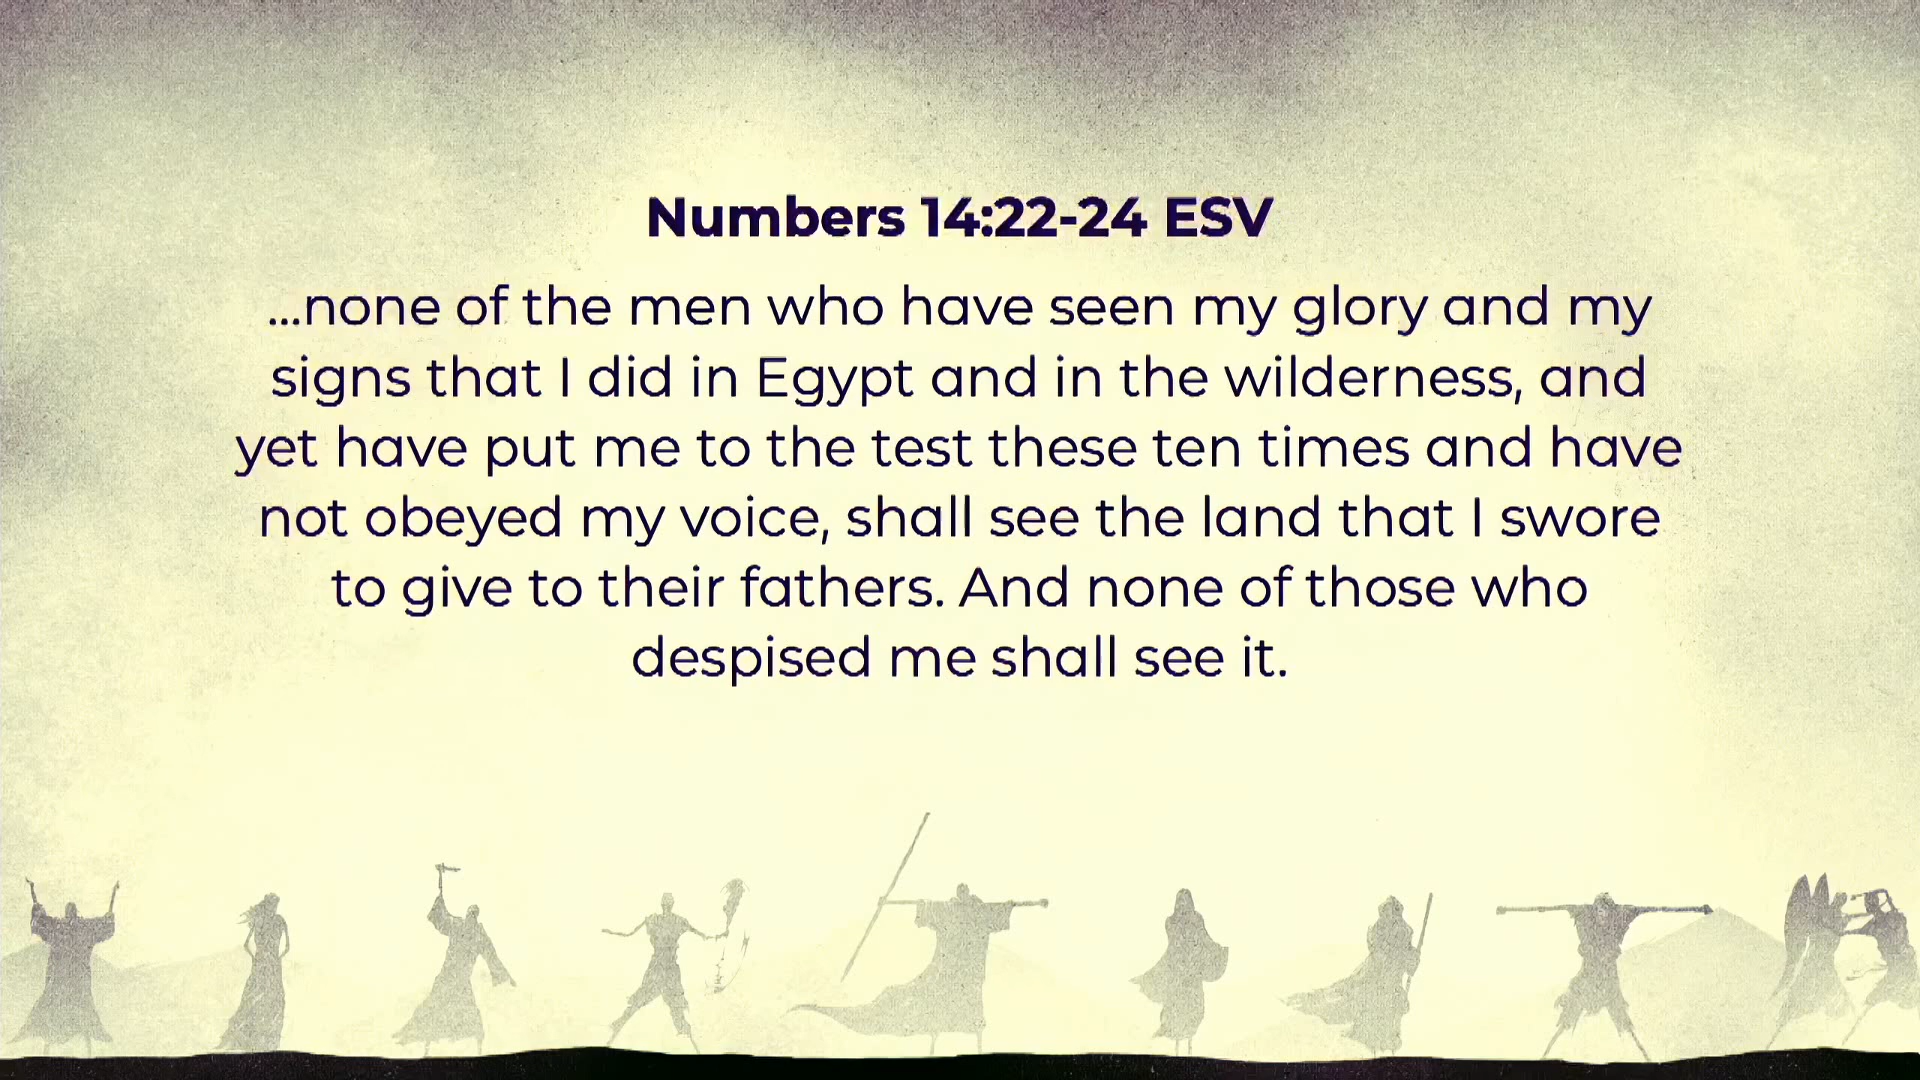 Numbers 14:22-24 ESV
...none of the men who have seen my glory and my
signs that I did in Egypt and in the wilderness, and
yet have put me to the test these ten times and have
not obeyed my voice, shall see the land that I swore
to give to their fathers. And none of those who
despised me shall see it.